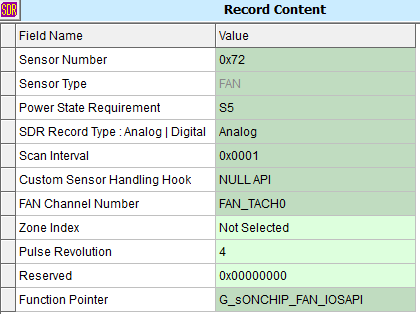 SDR Record Content
Field Name Value
Sensor Number 0x72
Sensor Type FAN
Power State Requirement S5
SDR Record Type : Analog | Digital Analog
Scan Interval 0x0001
Custom Sensor Handling Hook NULL API
FAN Channel Number FAN_TACH0
Zone Index Not Selected
Pulse Revolution 4
Reserved 0x00000000
Function Pointer G_sONCHIP_FAN_IOSAPI